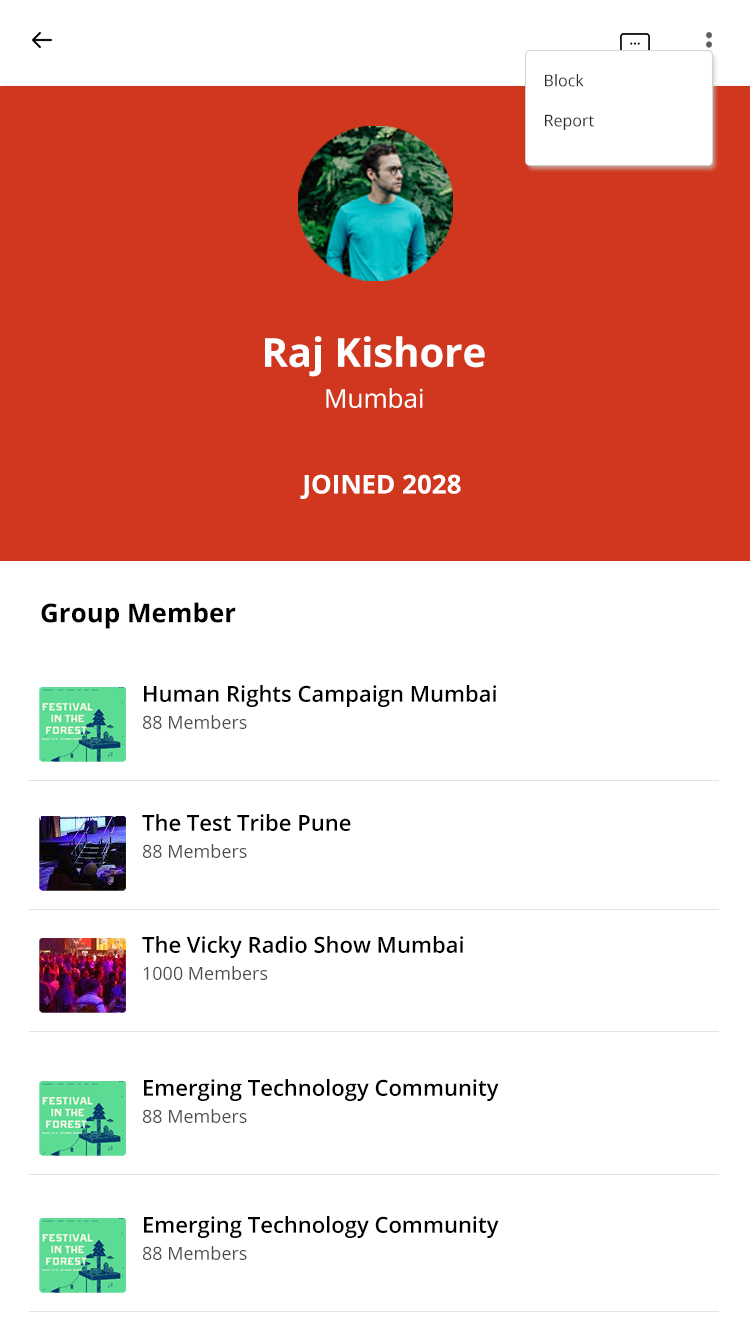 Block
Report
Raj Kishore
Mumbai
JOINED 2028
Group Member
FESTIVAL
IN THE
FOREST
Human Rights Campaign Mumbai
88 Members
The Test Tribe Pune
88 Members
The Vicky Radio Show Mumbai
1000 Members
FESTIVAL
IN THE
FOREST
Emerging Technology Community
88 Members
FESTIVAL
IN THE
FOREST
Emerging Technology Community
88 Members